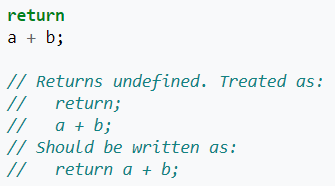 return
a + b;
// Returns undefined. Treated as:
//   return;
//   a + b;
// Should be written as:
//   return a + b;